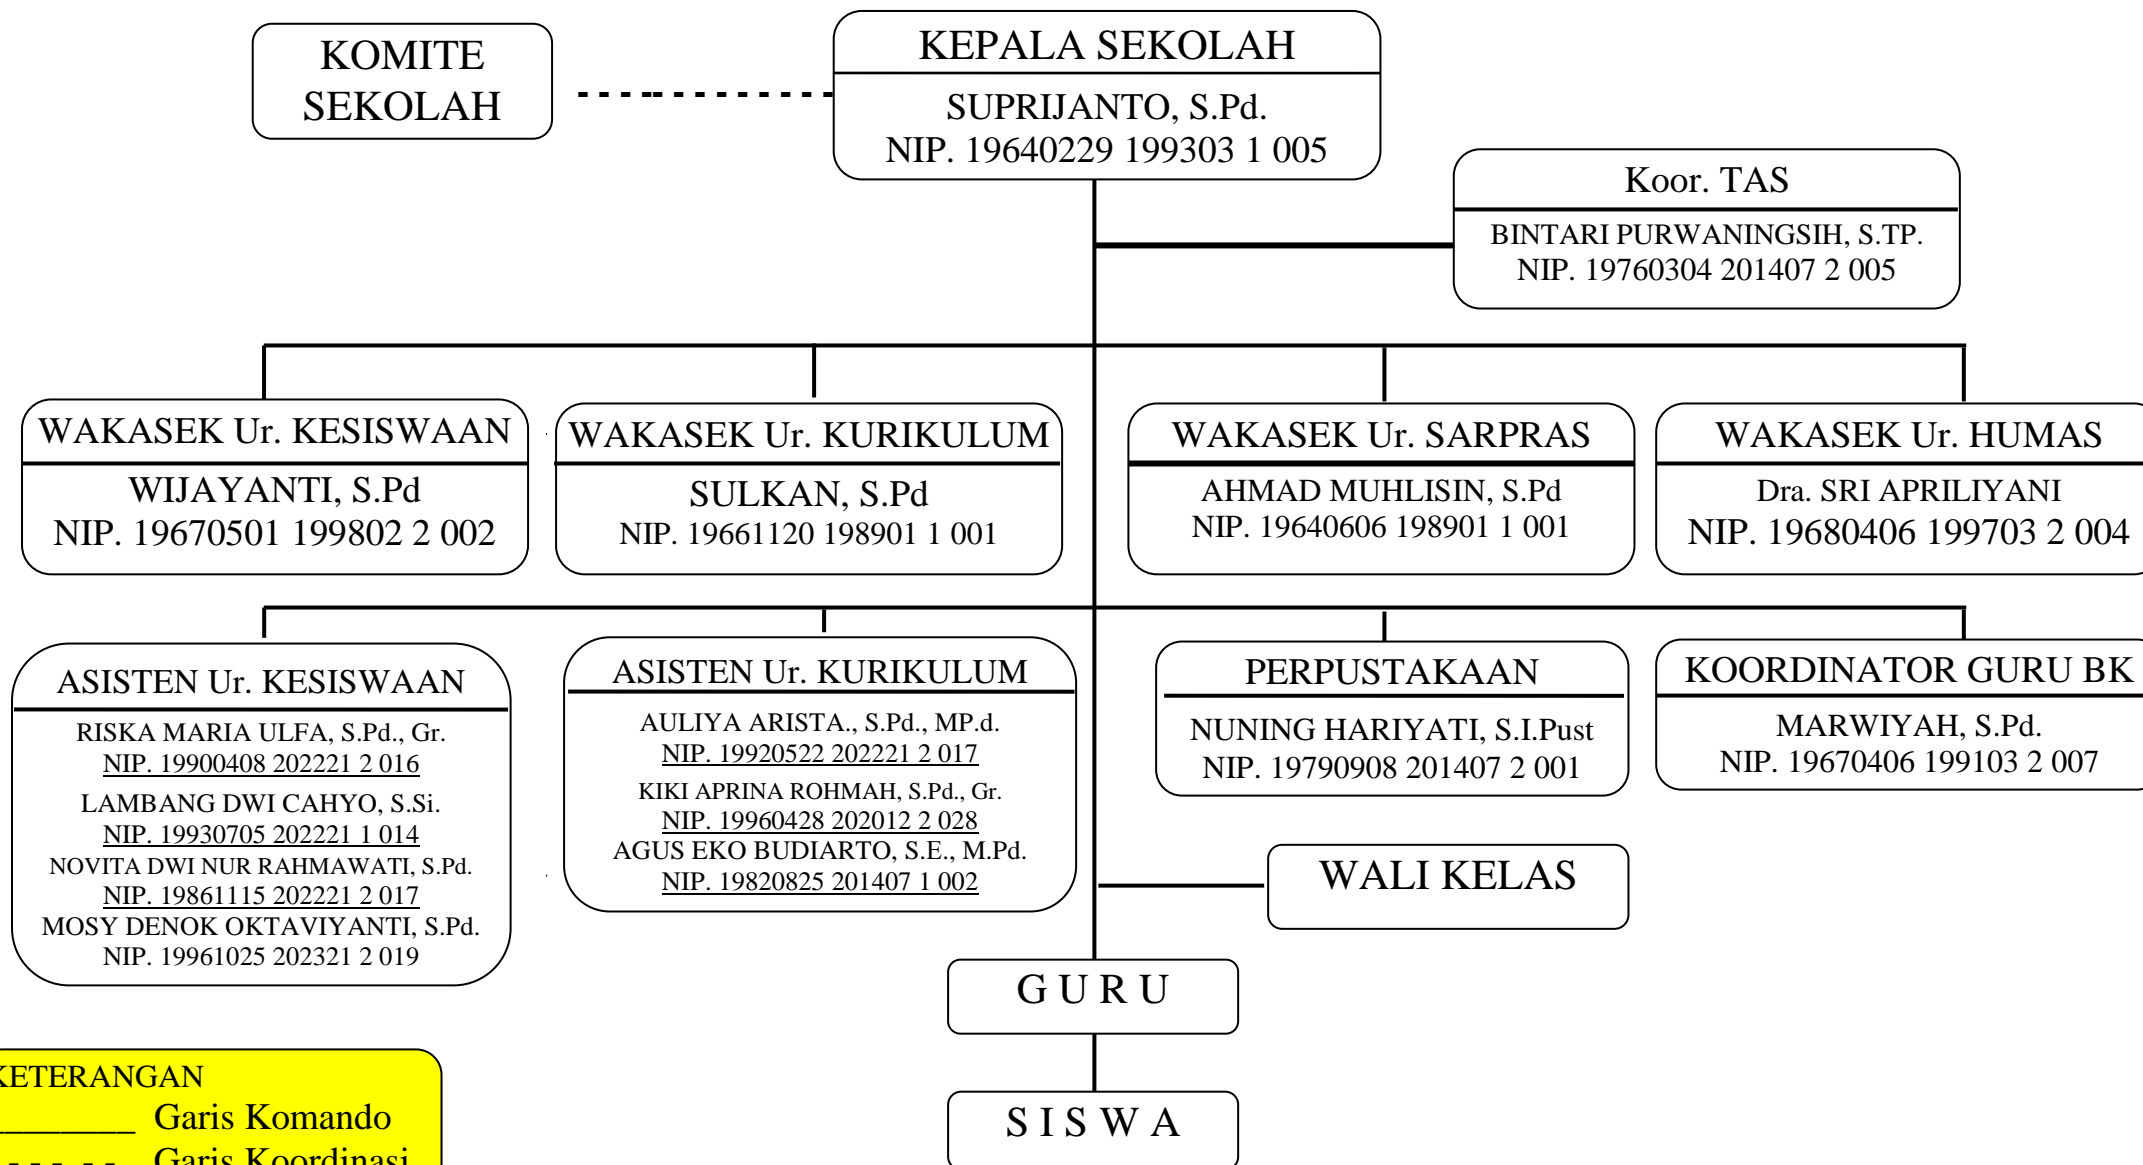 KOMITE
SEKOLAH
KEPALA SEKOLAH
SUPRIJANTO, S.Pd.
NIP. 19640229 199303 1 005
Koor. TAS
BINTARI PURWANINGSIH, S.TP.
NIP. 19760304 201407 2 005
WAKASEK Ur. KESISWAAN
WIJAYANTI, S.Pd
NIP. 19670501 199802 2 002
WAKASEK Ur. KURIKULUM
SULKAN, S.Pd
NIP. 19661120 198901 1 001
WAKASEK Ur. SARPRAS
AHMAD MUHLISIN, S.Pd
NIP. 19640606 198901 1 001
WAKASEK Ur. HUMAS
Dra. SRI APRILIYANI
NIP. 19680406 199703 2 004
ASISTEN Ur. KESISWAAN
RISKA MARIA ULFA, S.Pd., Gr.
NIP. 19900408 202221 2 016
LAMBANG DWI CAHYO, S.Si.
NIP. 19930705 202221 1 014
NOVITA DWI NUR RAHMAWATI, S.Pd.
NIP. 19861115 202221 2 017
MOSY DENOK OKTAVIYANTI, S.Pd.
NIP. 19961025 202321 2 019
ASISTEN Ur. KURIKULUM
AULIYA ARISTA., S.Pd., MP.d.
NIP. 19920522 202221 2 017
KIKI APRINA ROHMAH, S.Pd., Gr.
NIP. 19960428 202012 2 028
AGUS EKO BUDIARTO, S.E., M.Pd.
NIP. 19820825 201407 1 002
PERPUSTAKAAN
NUNING HARIYATI, S.I.Pust
NIP. 19790908 201407 2 001
KOORDINATOR GURU BK
MARWIYAH, S.Pd.
NIP. 19670406 199103 2 007
WALI KELAS
G U R U
S I S W A
KETERANGAN
Garis Komando
Garis Koordinasi